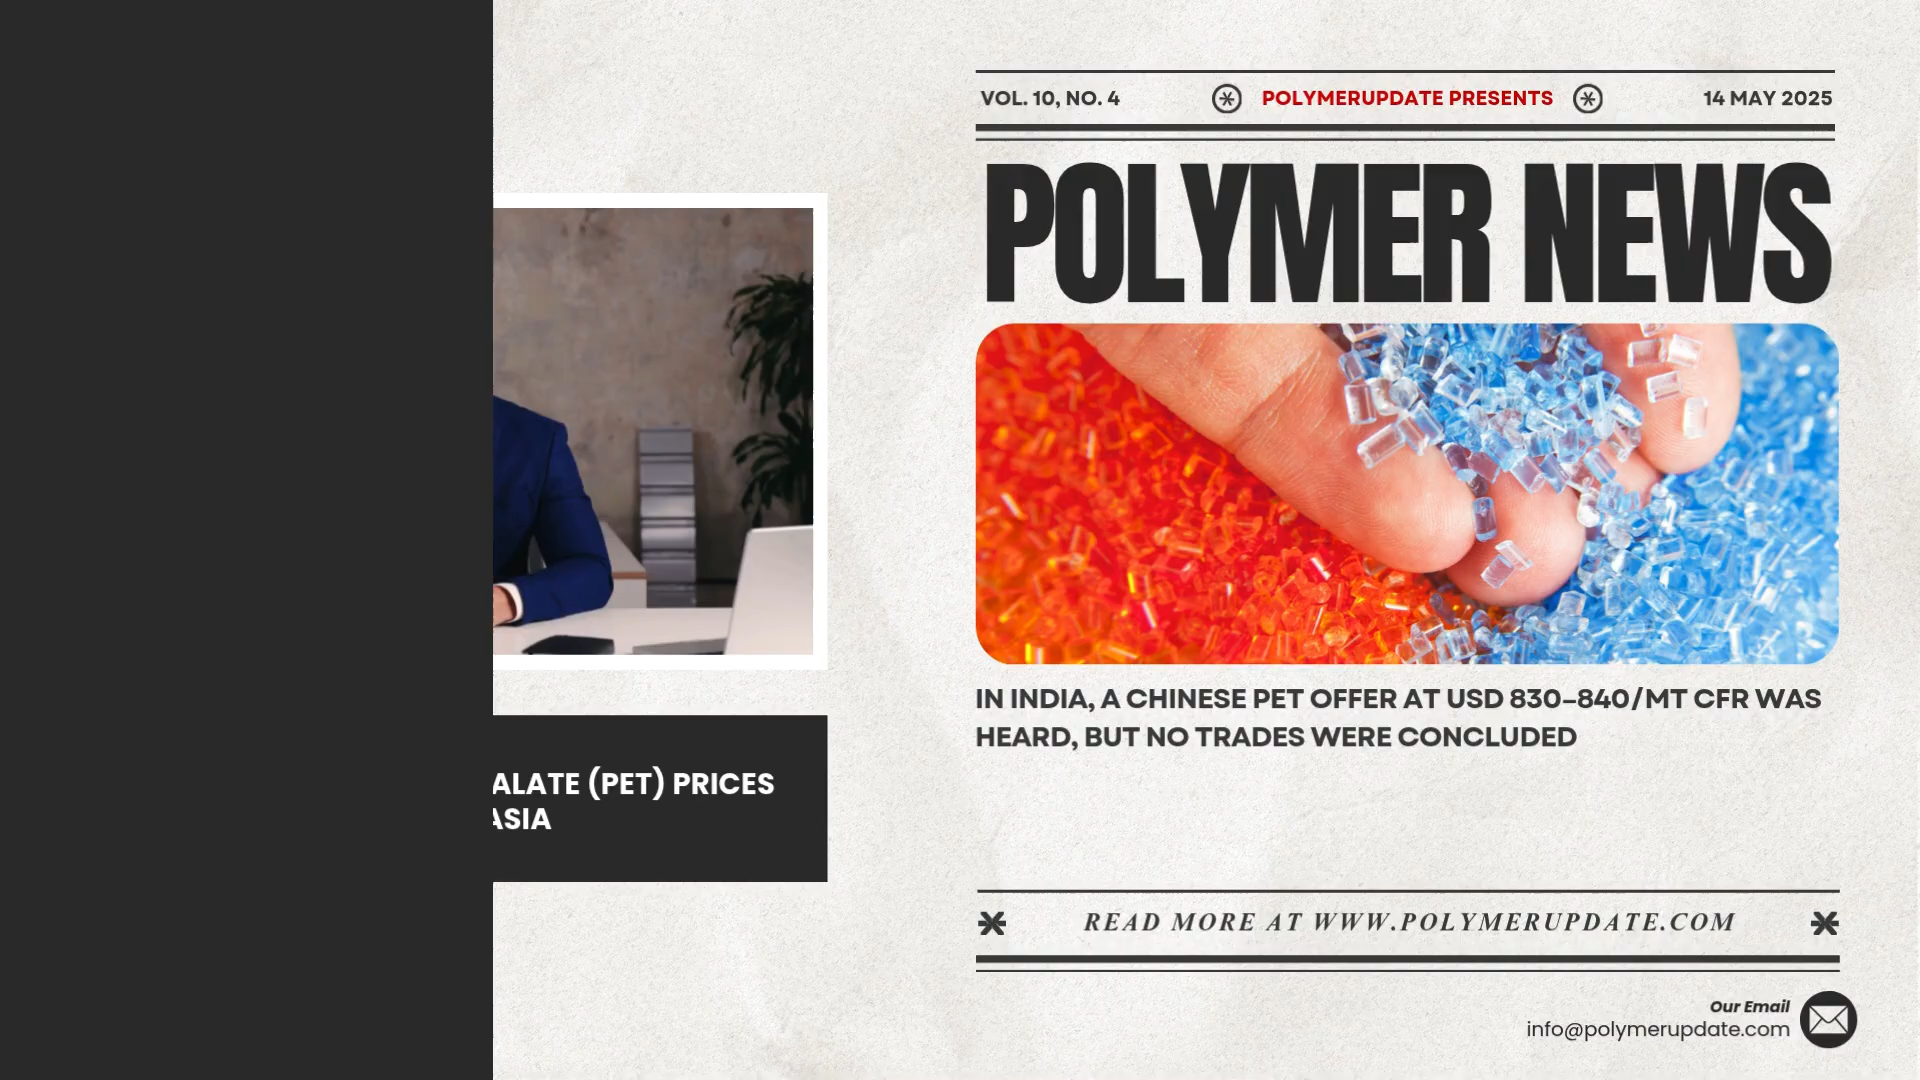 VOL. 10, NO. 4
POLYMERUPDATE PRESENTS
14 MAY 2025
POLYMER NEWS
IN INDIA, A CHINESE PET OFFER AT USD 830–840/MT CFR WAS
HEARD, BUT NO TRADES WERE CONCLUDED
ALATE (PET) PRICES
ASIA
READ MORE AT WWW.POLYMERUPDATE.COM
Our Email
info@polymerupdate.com